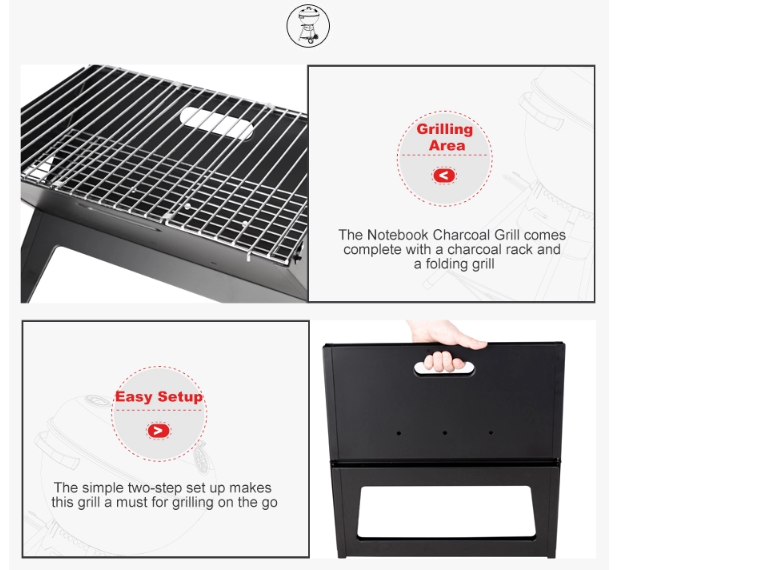 Grilling
Area
The Notebook Charcoal Grill comes
complete with a charcoal rack and
a folding grill
Easy Setup
The simple two-step set up makes
this grill a must for grilling on the go